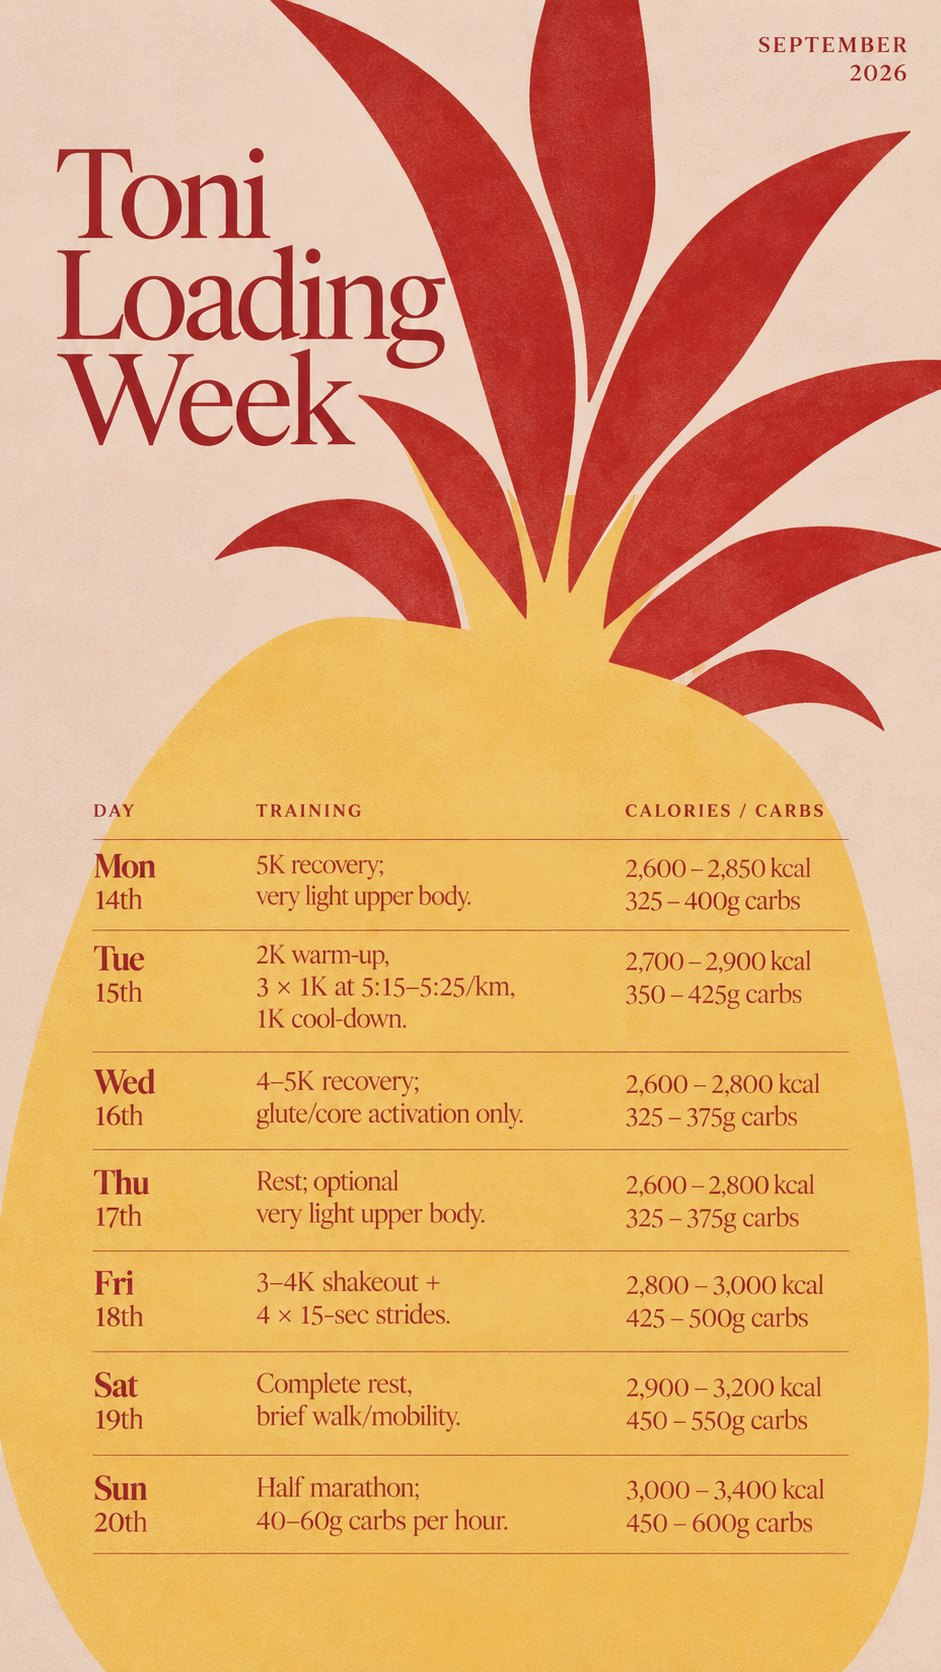 SEPTEMBER
2026
Toni
Loading
Week
DAY TRAINING CALORIES / CARBS
Mon
14th
5K recovery;
very light upper body.
2,600 – 2,850 kcal
325 – 400g carbs
Tue
15th
2K warm-up,
3 × 1K at 5:15–5:25/km,
1K cool-down.
2,700 – 2,900 kcal
350 – 425g carbs
Wed
16th
4–5K recovery;
glute/core activation only.
2,600 – 2,800 kcal
325 – 375g carbs
Thu
17th
Rest; optional
very light upper body.
2,600 – 2,800 kcal
325 – 375g carbs
Fri
18th
3–4K shakeout +
4 × 15-sec strides.
2,800 – 3,000 kcal
425 – 500g carbs
Sat
19th
Complete rest,
brief walk/mobility.
2,900 – 3,200 kcal
450 – 550g carbs
Sun
20th
Half marathon;
40–60g carbs per hour.
3,000 – 3,400 kcal
450 – 600g carbs